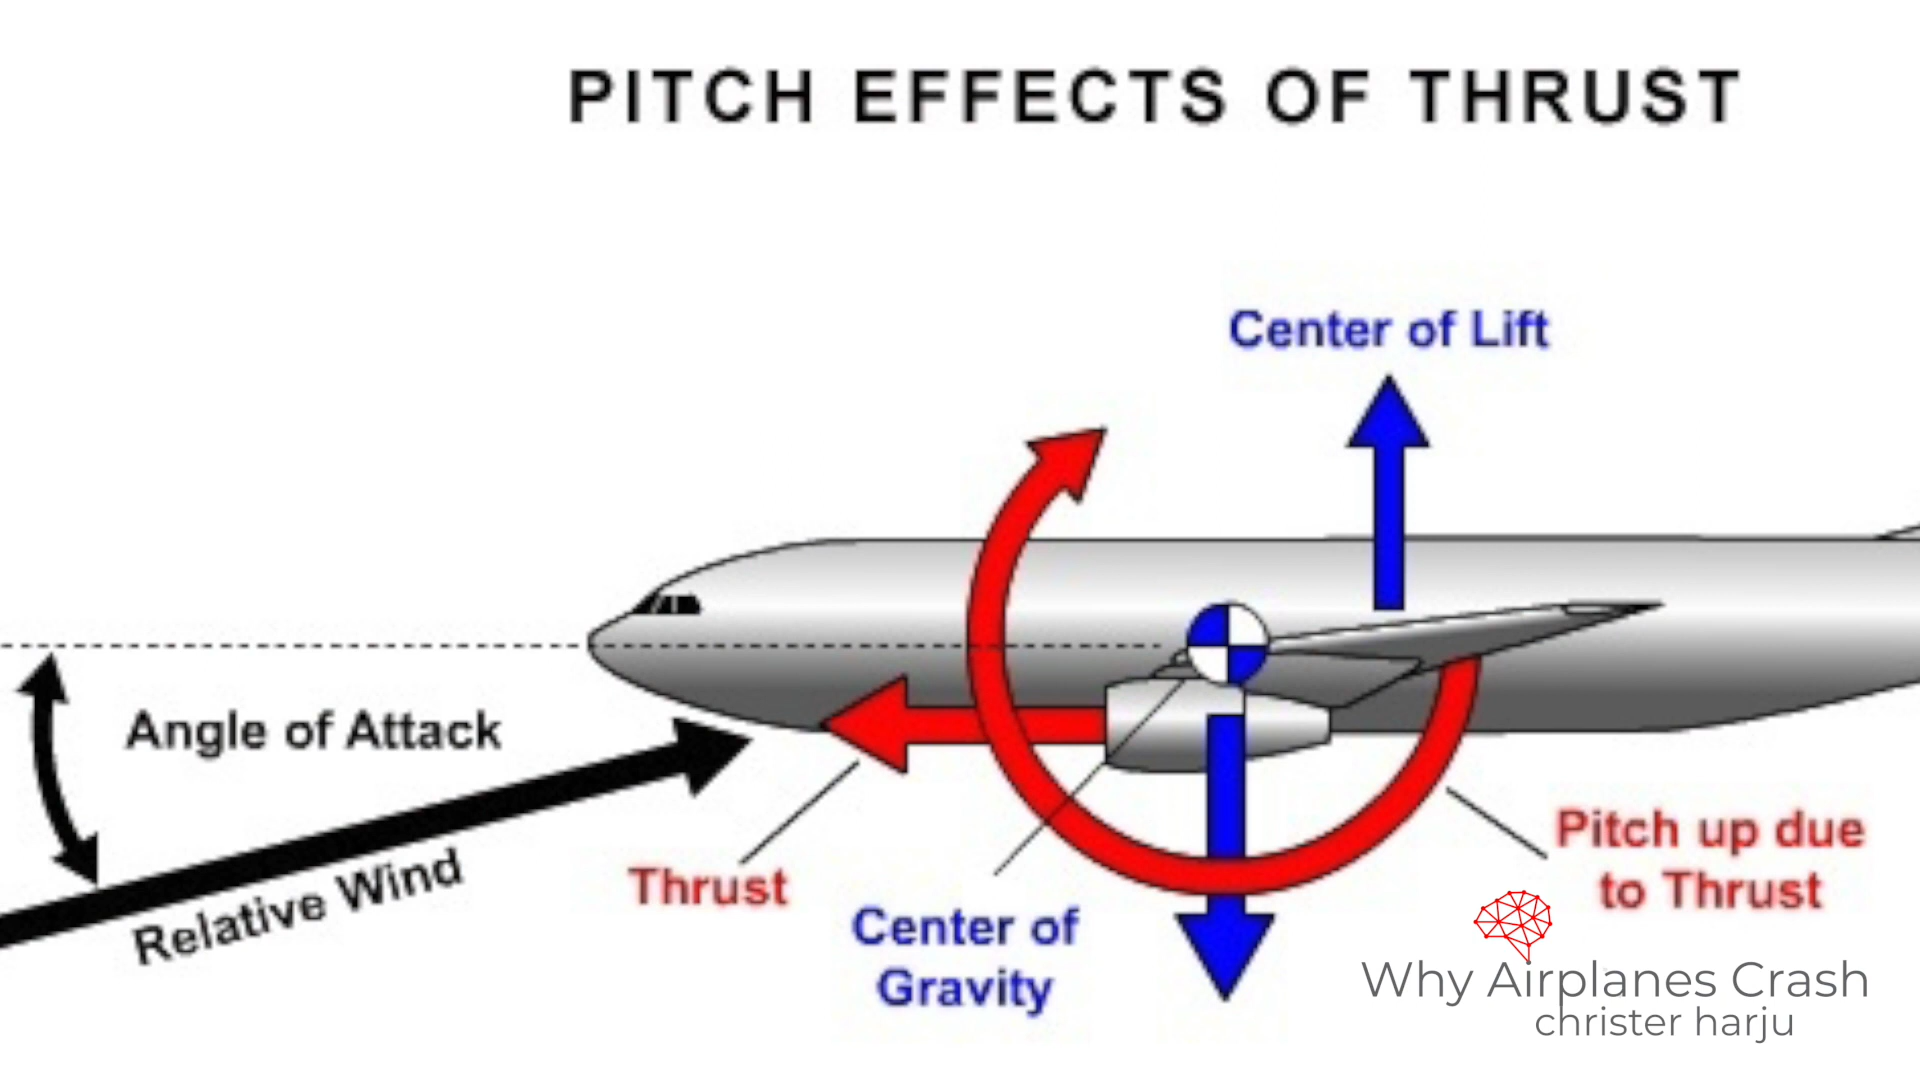 PITCH EFFECTS OF THRUST
Center of Lift
Angle of Attack
Relative Wind
Thrust
Center of
Gravity
Pitch up due
to Thrust
Why Airplanes Crash
christer harju